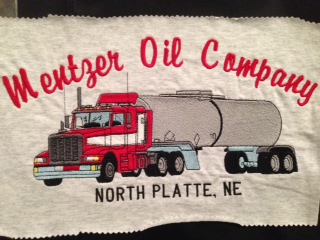 Mentzer Oil Company
NORTH PLATTE, NE